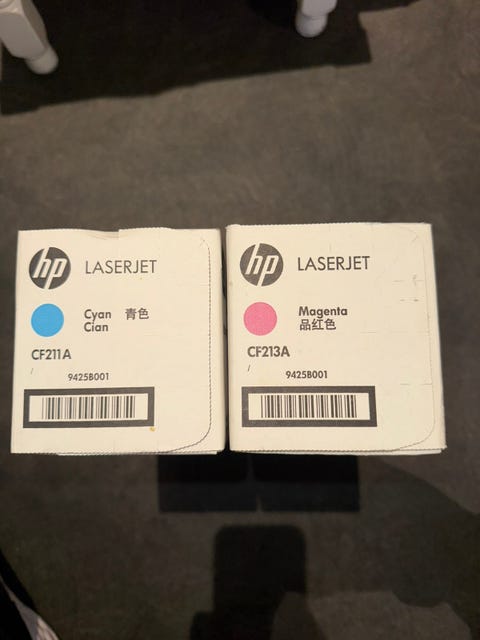 hp LASERJET
Cyan 青色
Cian
CF211A
/
9425B001
hp LASERJET
Magenta
品红色
CF213A
/
9425B001